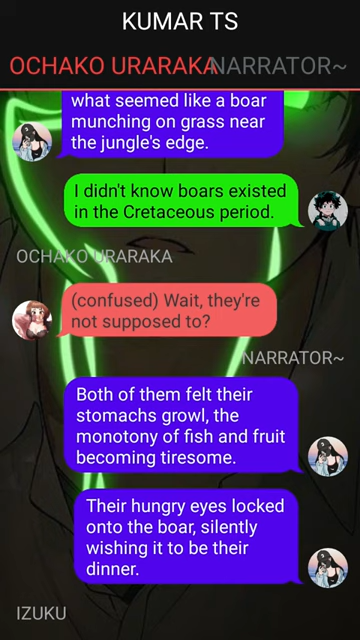 KUMAR TS
OCHAKO URARAKA
NARRATOR~
what seemed like a boar
munching on grass near
the jungle's edge.
I didn't know boars existed
in the Cretaceous period.
OCHAKO URARAKA
(confused) Wait, they're
not supposed to?
NARRATOR~
Both of them felt their
stomachs growl, the
monotony of fish and fruit
becoming tiresome.
Their hungry eyes locked
onto the boar, silently
wishing it to be their
dinner.
IZUKU